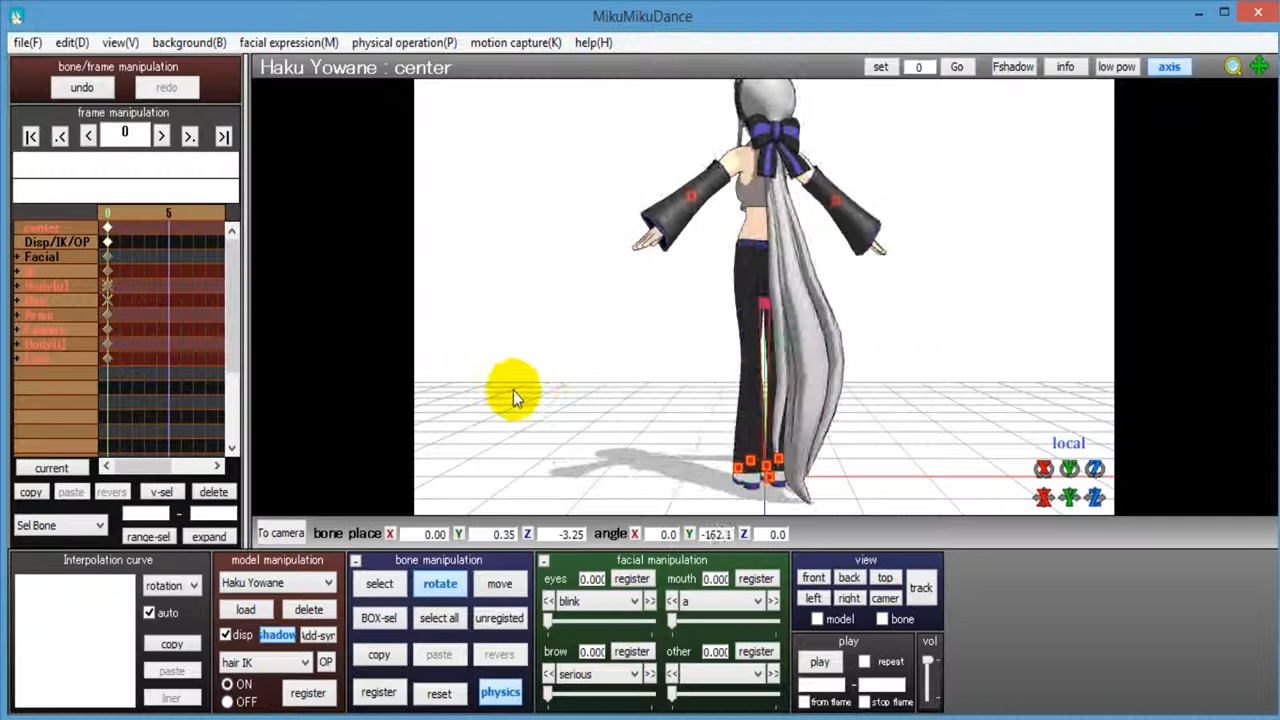 MikuMikuDance
file(F) edit(D) view(V) background(B) facial expression(M) physical operation(P) motion capture(K) help(H)
bone/frame manipulation
undo redo
frame manipulation
|< .< < 0 > >. >|
0 5
center
Disp/IK/OP
+ Facial
+ Body[u]
+ Arms
current
copy paste revers v-sel delete
Sel Bone -
range-sel expand
Haku Yowane : center
set 0 Go Fshadow info low pow axis
local
X Y Z
X Y Z
To camera bone place X 0.00 Y 0.35 Z -3.25 angle X 0.0 Y -162.1 Z 0.0
Interpolation curve
rotation
auto
copy
paste
liner
model manipulation
Haku Yowane
load delete
disp shadow Add-syn
hair IK OP
ON
OFF
register
- bone manipulation
select rotate move
BOX-sel select all unregisted
copy paste revers
register reset physics
- facial manipulation
eyes 0.000 register mouth 0.000 register
<< blink >> << a >>
brow 0.000 register other 0.000 register
<< serious >> << >>
view
front back top
left right camer
track
model bone
play
play repeat
-
from flame stop flame
vol